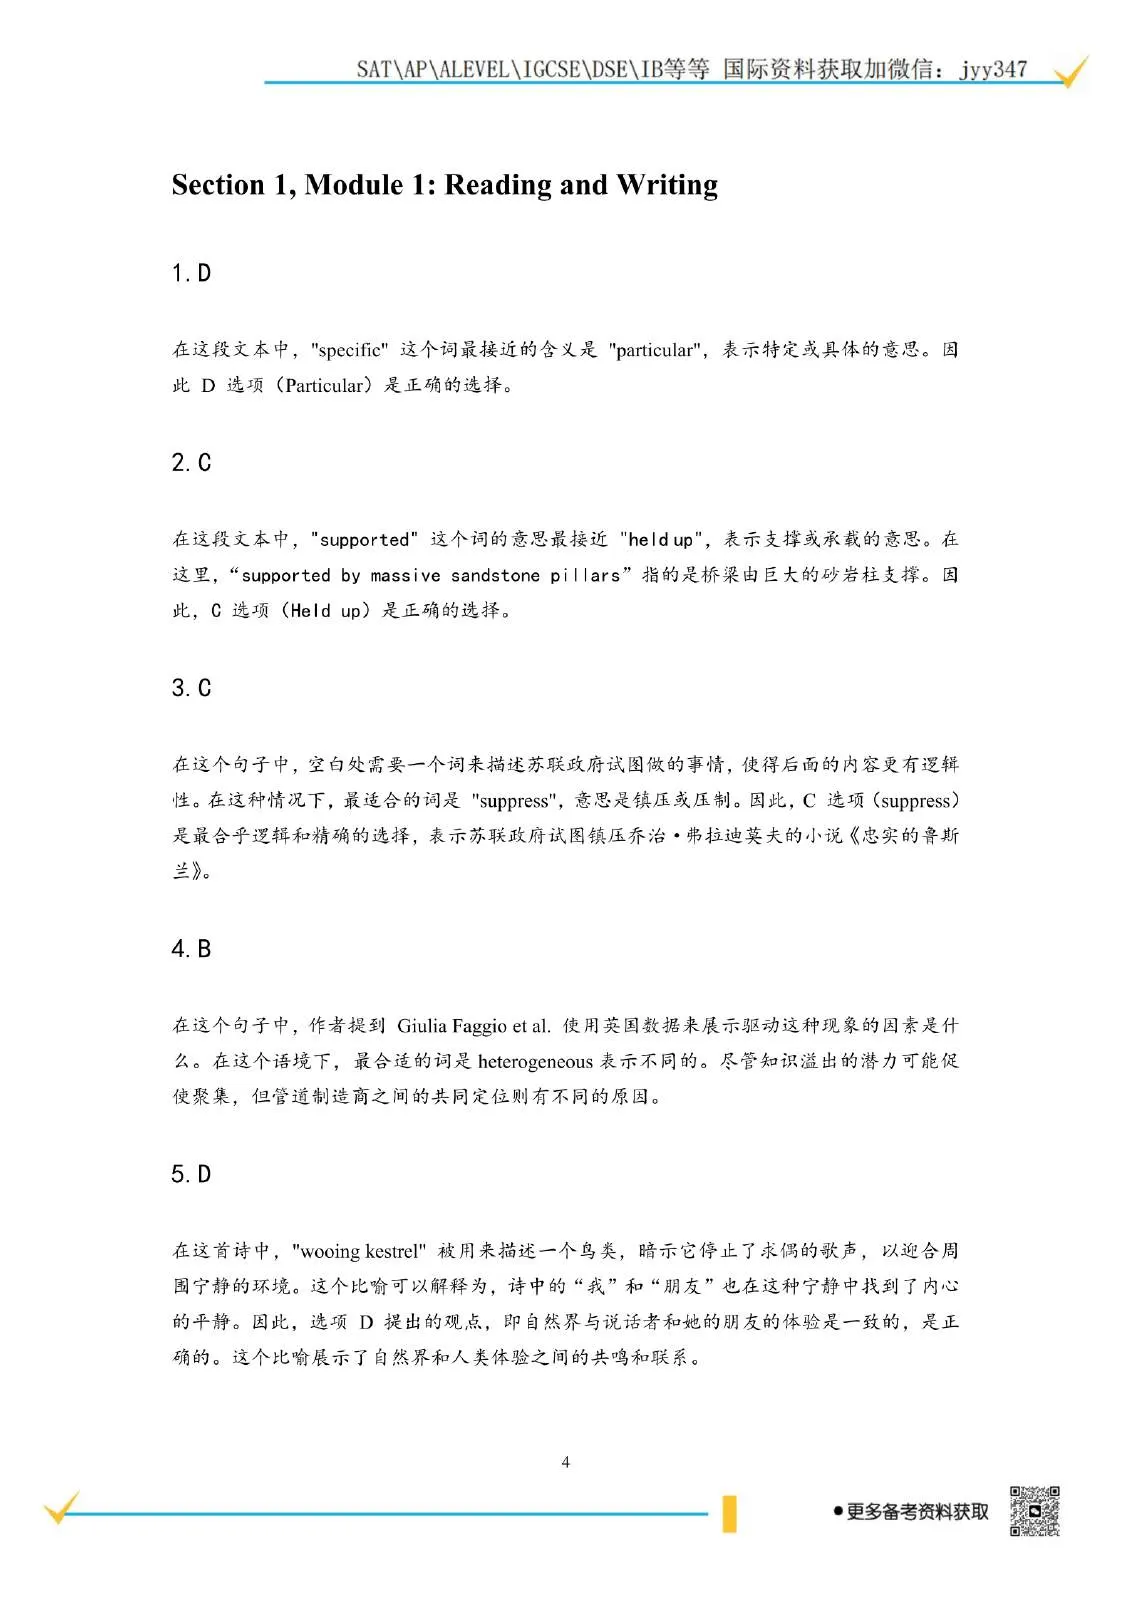 SAT\AP\ALEVEL\IGCSE\DSE\IB等等 国际资料获取加微信：jyy347
Section 1, Module 1: Reading and Writing
1. D
在这段文本中，"specific" 这个词最接近的含义是 "particular"，表示特定或具体的意思。因
此 D 选项（Particular）是正确的选择。
2. C
在这段文本中，"supported" 这个词的意思最接近 "held up"，表示支撑或承载的意思。在
这里，“supported by massive sandstone pillars”指的是桥梁由巨大的砂岩柱支撑。因
此，C 选项（Held up）是正确的选择。
3. C
在这个句子中，空白处需要一个词来描述苏联政府试图做的事情，使得后面的内容更有逻辑
性。在这种情况下，最适合的词是 "suppress"，意思是镇压或压制。因此，C 选项（suppress）
是最合乎逻辑和精确的选择，表示苏联政府试图镇压乔治·弗拉迪莫夫的小说《忠实的鲁斯
兰》。
4. B
在这个句子中，作者提到 Giulia Faggio et al. 使用英国数据来展示驱动这种现象的因素是什
么。在这个语境下，最合适的词是 heterogeneous 表示不同的。尽管知识溢出的潜力可能促
使聚集，但管道制造商之间的共同定位则有不同的原因。
5. D
在这首诗中，"wooing kestrel" 被用来描述一个鸟类，暗示它停止了求偶的歌声，以迎合周
围宁静的环境。这个比喻可以解释为，诗中的“我”和“朋友”也在这种宁静中找到了内心
的平静。因此，选项 D 提出的观点，即自然界与说话者和她的朋友的体验是一致的，是正
确的。这个比喻展示了自然界和人类体验之间的共鸣和联系。
4
●更多备考资料获取